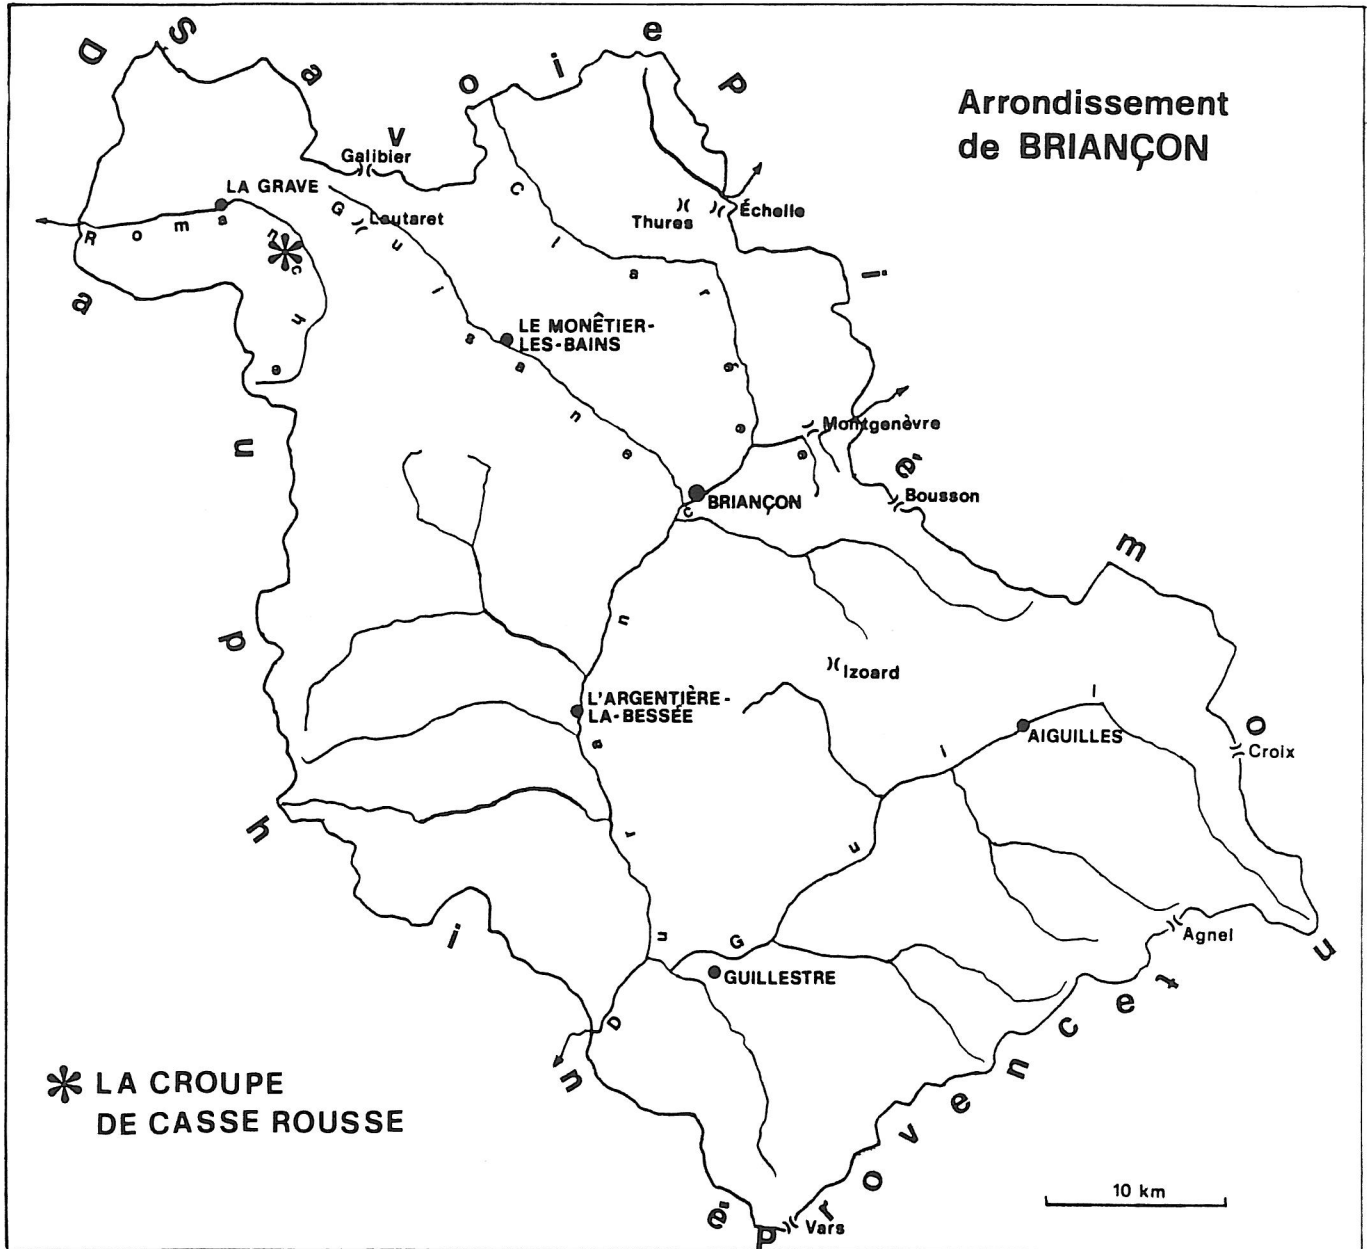 Arrondissement
de BRIANÇON
Dauphiné
Savoie
Piémont
Provence
Galibier
LA GRAVE
Romanche
Lautaret
Guisane
Clarée
Thures
Échelle
LE MONÊTIER-
LES-BAINS
Montgenèvre
BRIANÇON
Bousson
Durance
Izoard
L'ARGENTIÈRE-
LA-BESSÉE
AIGUILLES
Croix
Guil
Agnel
GUILLESTRE
Vars
LA CROUPE
DE CASSE ROUSSE
10 km